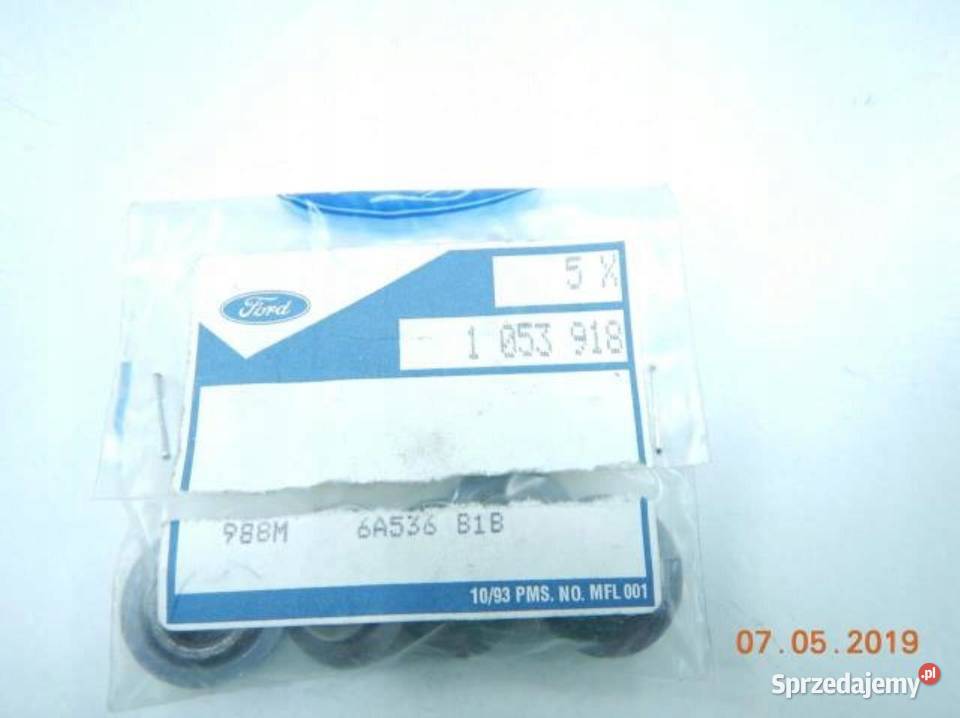 Ford
5 X
1 053 918
988M 6A536 B1B
10/93 PMS. NO. MFL 001
07.05.2019
Sprzedajemy.pl